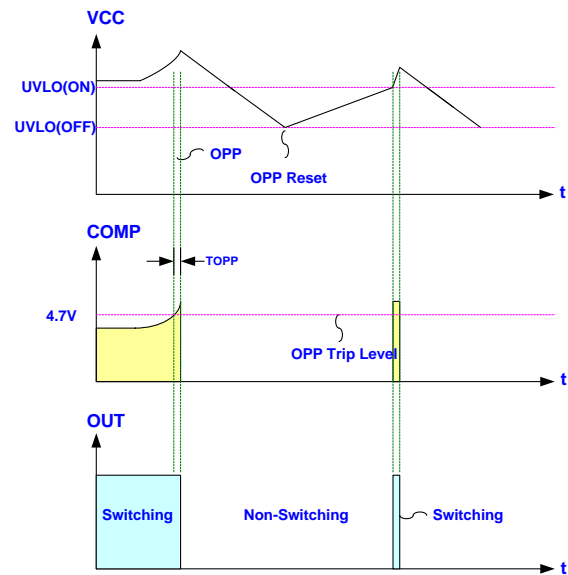 VCC
UVLO(ON)
UVLO(OFF)
OPP
OPP Reset
t
COMP
TOPP
4.7V
OPP Trip Level
t
OUT
Switching
Non-Switching
Switching
t